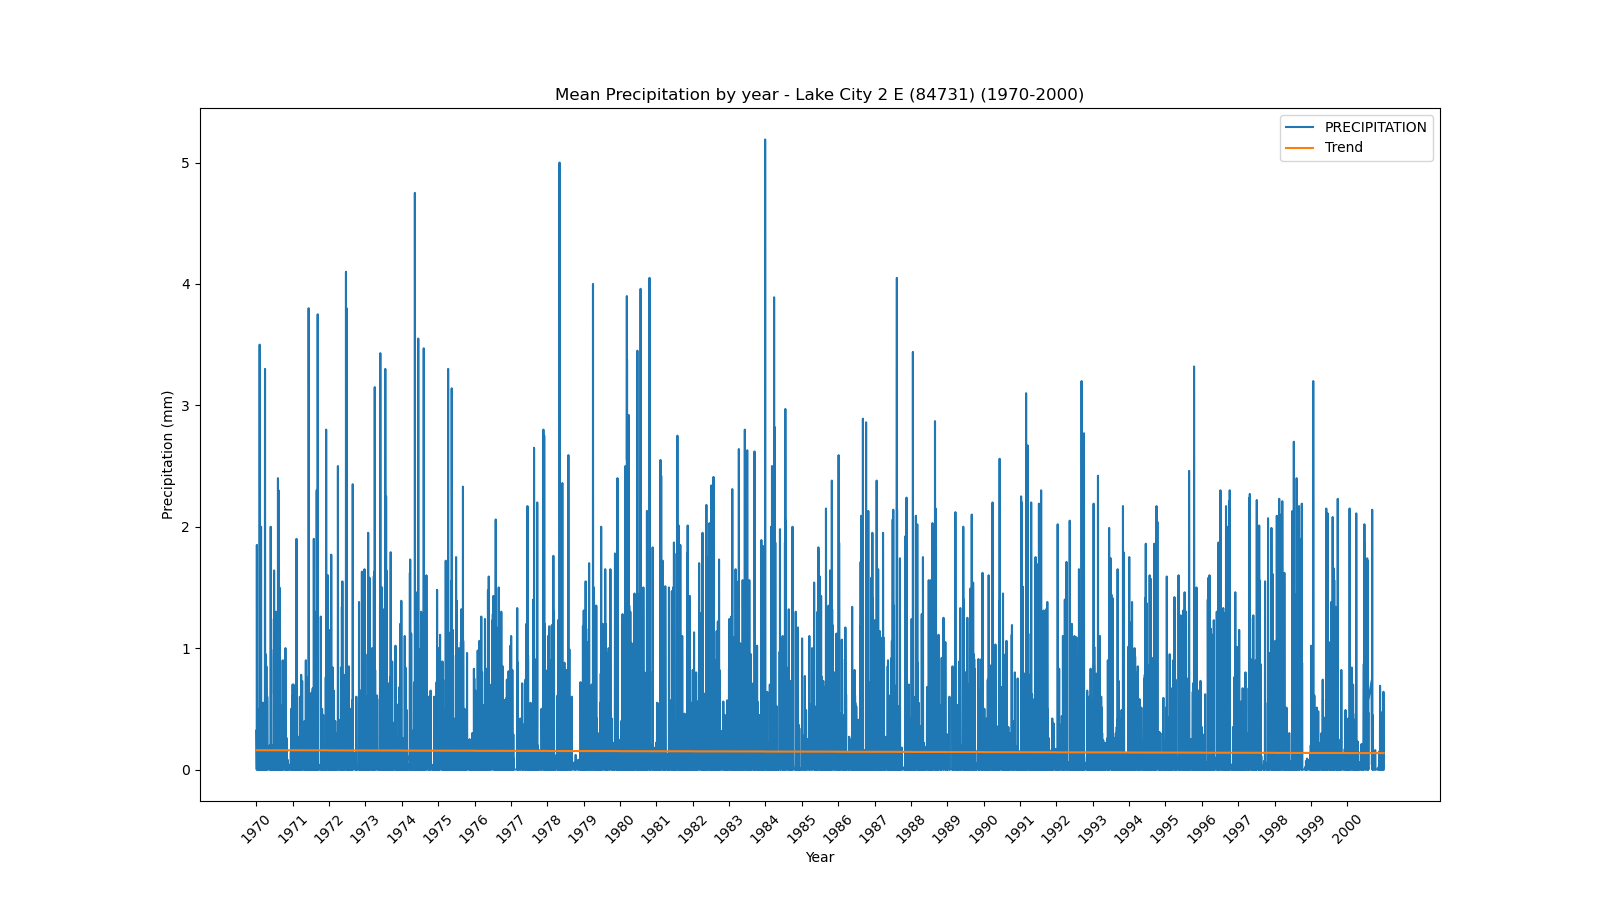 Mean Precipitation by year - Lake City 2 E (84731) (1970-2000)
PRECIPITATION
Trend
5
4
3
2
1
0
Precipitation (mm)
1970 1971 1972 1973 1974 1975 1976 1977 1978 1979 1980 1981 1982 1983 1984 1985 1986 1987 1988 1989 1990 1991 1992 1993 1994 1995 1996 1997 1998 1999 2000
Year